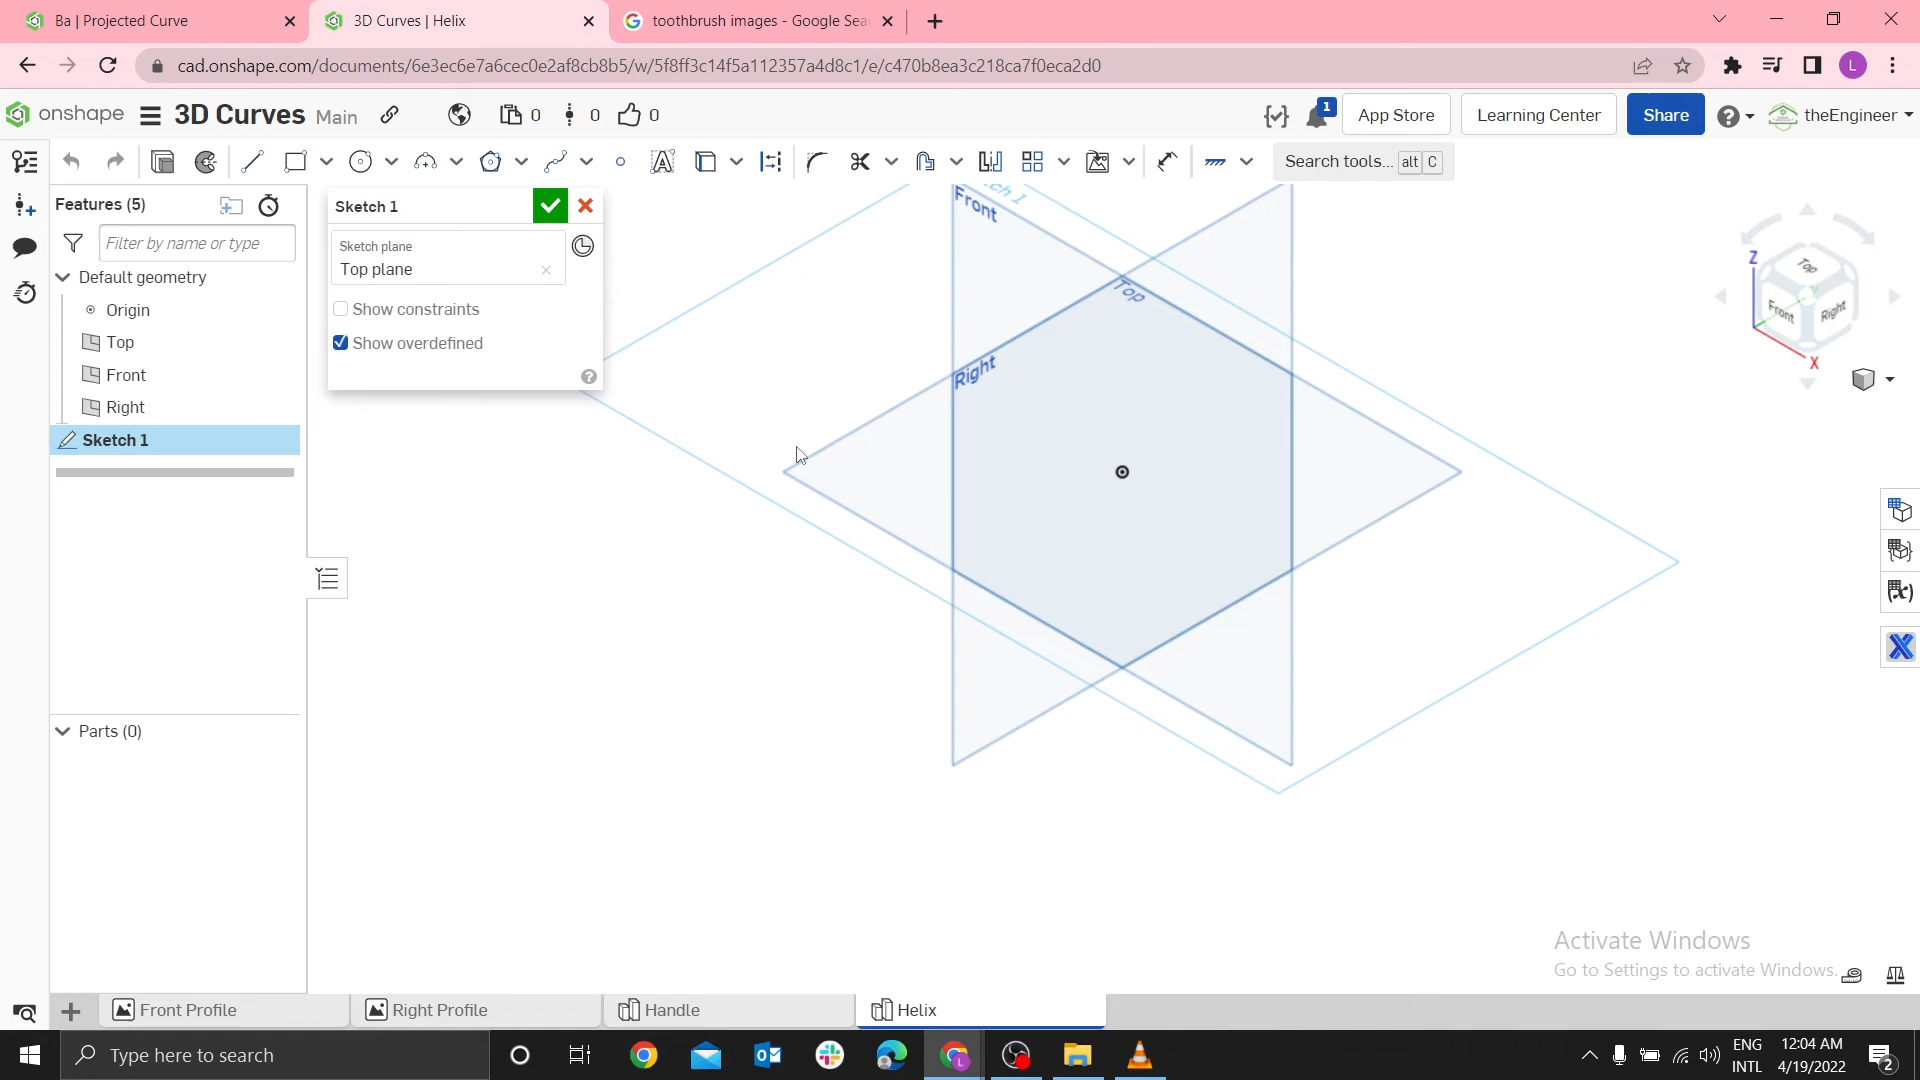 Ba | Projected Curve
3D Curves | Helix
toothbrush images - Google Sea
cad.onshape.com/documents/6e3ec6e7a6cec0e2af8cb8b5/w/5f8ff3c14f5a112357a4d8c1/e/c470b8ea3c218ca7f0eca2d0
L
onshape
3D Curves Main
0
0
0
1
App Store
Learning Center
Share
theEngineer
Search tools... alt C
Features (5)
Filter by name or type
Default geometry
Origin
Top
Front
Right
Sketch 1
Parts (0)
Sketch 1
Sketch plane
Top plane
Show constraints
Show overdefined
Front
Top
Right
Z
Top
Front
Right
X
Activate Windows
Go to Settings to activate Windows.
Front Profile
Right Profile
Handle
Helix
Type here to search
ENG
INTL
12:04 AM
4/19/2022
2